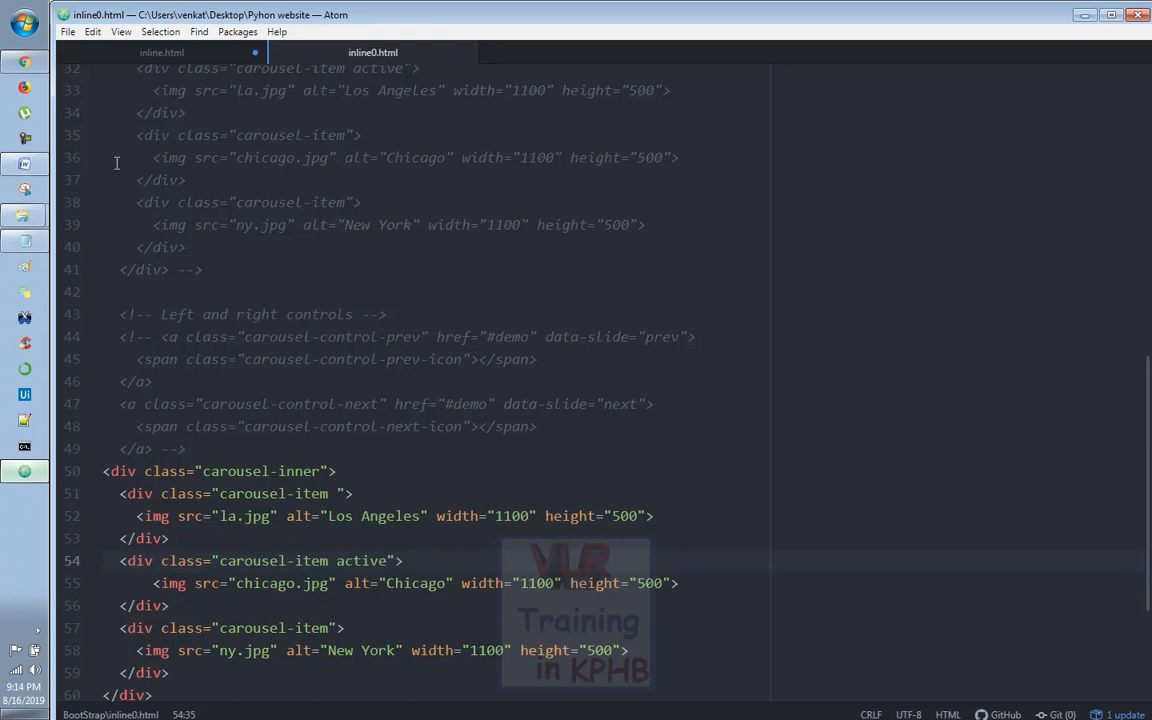 inline0.html — C:\Users\venkat\Desktop\Pyhon website — Atom
File Edit View Selection Find Packages Help
inline.html inline0.html
32 <div class="carousel-item active">
33 <img src="la.jpg" alt="Los Angeles" width="1100" height="500">
34 </div>
35 <div class="carousel-item">
36 <img src="chicago.jpg" alt="Chicago" width="1100" height="500">
37 </div>
38 <div class="carousel-item">
39 <img src="ny.jpg" alt="New York" width="1100" height="500">
40 </div>
41 </div> -->
42
43 <!-- Left and right controls -->
44 <!-- <a class="carousel-control-prev" href="#demo" data-slide="prev">
45 <span class="carousel-control-prev-icon"></span>
46 </a>
47 <a class="carousel-control-next" href="#demo" data-slide="next">
48 <span class="carousel-control-next-icon"></span>
49 </a> -->
50 <div class="carousel-inner">
51 <div class="carousel-item ">
52 <img src="la.jpg" alt="Los Angeles" width="1100" height="500">
53 </div>
54 <div class="carousel-item active">
55 <img src="chicago.jpg" alt="Chicago" width="1100" height="500">
56 </div>
57 <div class="carousel-item">
58 <img src="ny.jpg" alt="New York" width="1100" height="500">
59 </div>
60 </div>
VLR
Training
in KPHB
Ui
9:14 PM
8/16/2019
BootStrap\inline0.html 54:35 CRLF UTF-8 HTML GitHub Git (0) 1 update